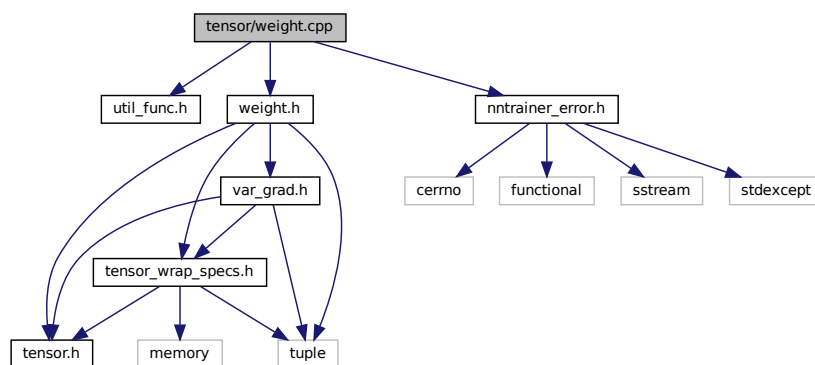 tensor/weight.cpp
util_func.h
weight.h
nntrainer_error.h
var_grad.h
cerrno
functional
sstream
stdexcept
tensor_wrap_specs.h
tensor.h
memory
tuple